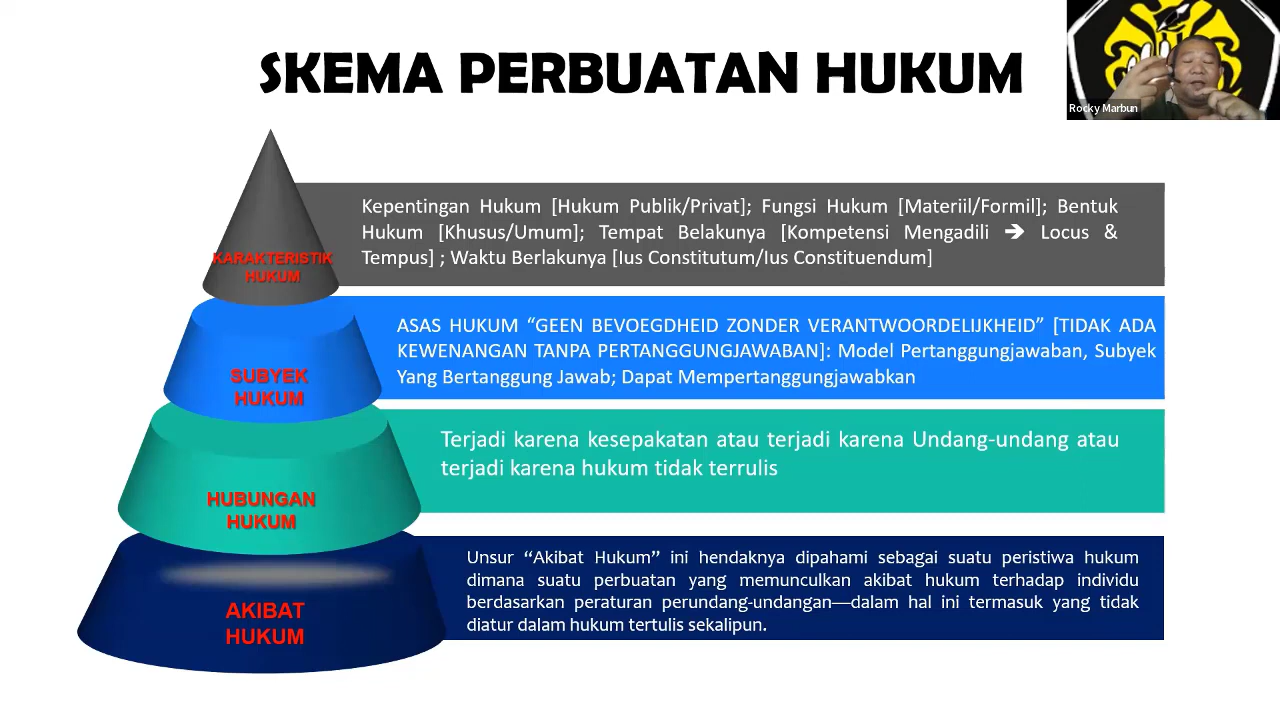 SKEMA PERBUATAN HUKUM
Rocky Marbun
KARAKTERISTIK
HUKUM
Kepentingan Hukum [Hukum Publik/Privat]; Fungsi Hukum [Materiil/Formil]; Bentuk
Hukum [Khusus/Umum]; Tempat Belakunya [Kompetensi Mengadili ➔ Locus &
Tempus] ; Waktu Berlakunya [Ius Constitutum/Ius Constituendum]
SUBYEK
HUKUM
ASAS HUKUM “GEEN BEVOEGDHEID ZONDER VERANTWOORDELIJKHEID” [TIDAK ADA
KEWENANGAN TANPA PERTANGGUNGJAWABAN]: Model Pertanggungjawaban, Subyek
Yang Bertanggung Jawab; Dapat Mempertanggungjawabkan
HUBUNGAN
HUKUM
Terjadi karena kesepakatan atau terjadi karena Undang-undang atau
terjadi karena hukum tidak terrulis
AKIBAT
HUKUM
Unsur “Akibat Hukum” ini hendaknya dipahami sebagai suatu peristiwa hukum
dimana suatu perbuatan yang memunculkan akibat hukum terhadap individu
berdasarkan peraturan perundang-undangan—dalam hal ini termasuk yang tidak
diatur dalam hukum tertulis sekalipun.